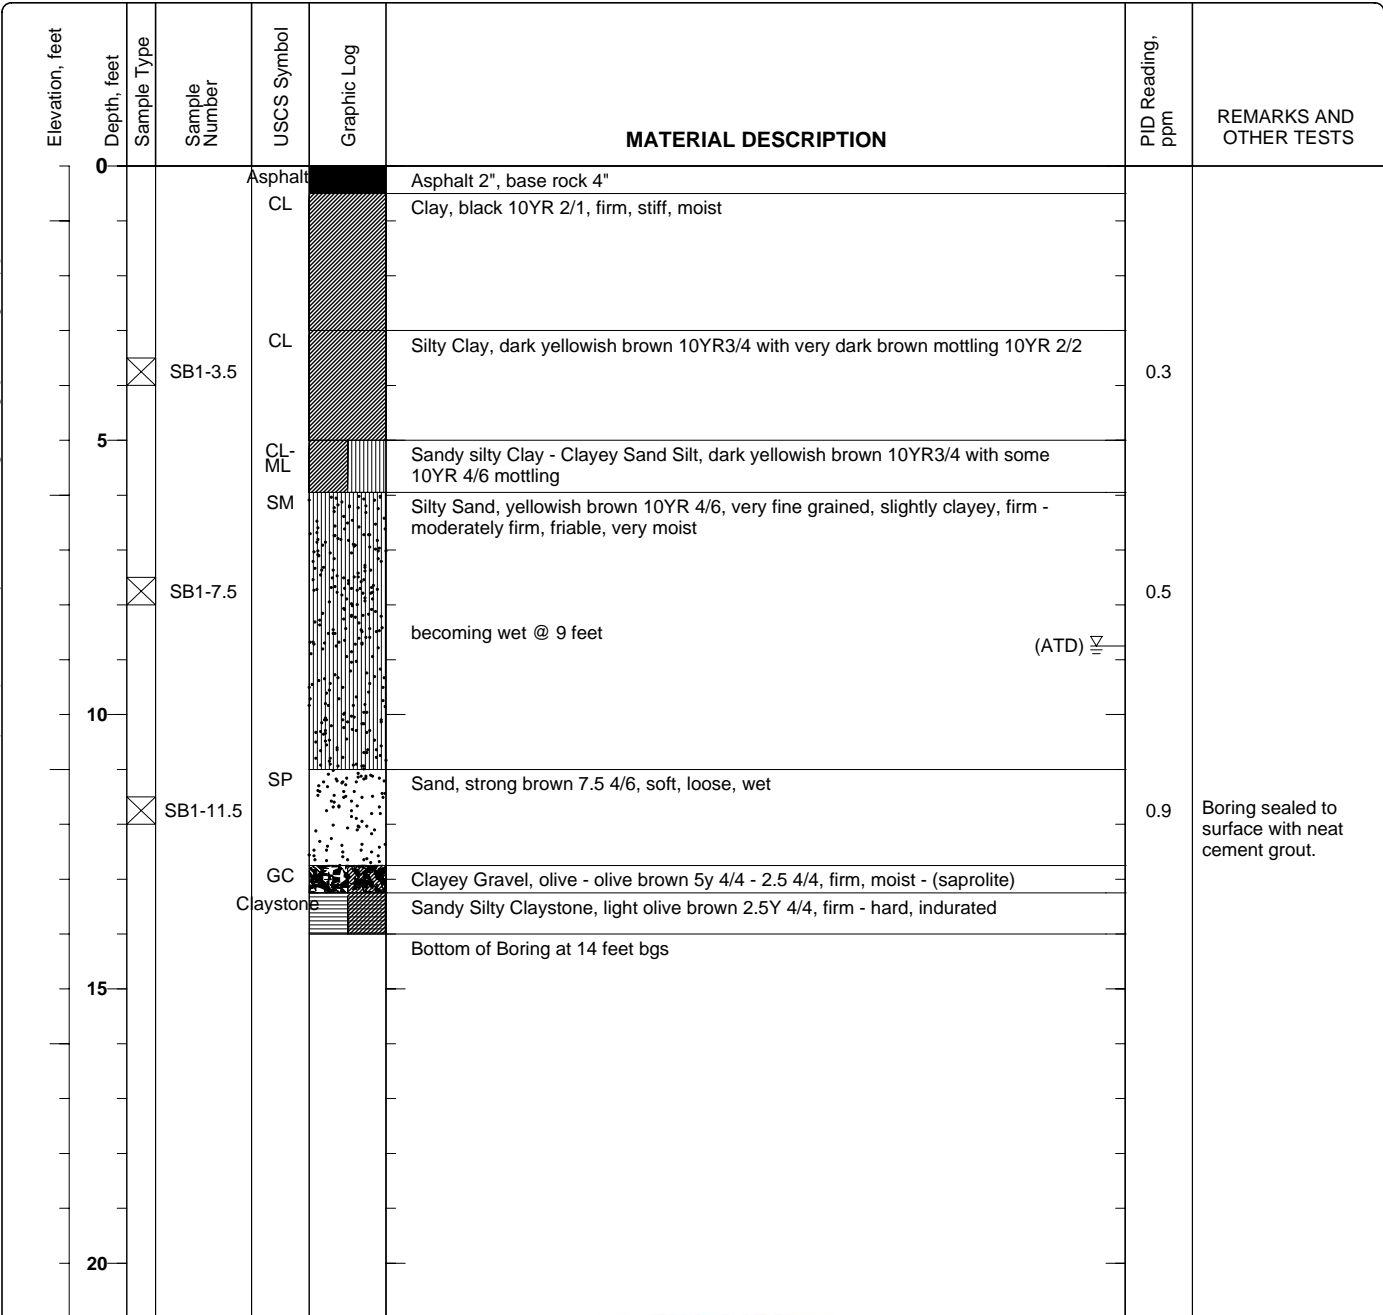 Elevation, feet
Depth, feet
Sample Type
Sample
Number
USCS Symbol
Graphic Log
MATERIAL DESCRIPTION
PID Reading,
ppm
REMARKS AND
OTHER TESTS
0
Asphalt
Asphalt 2", base rock 4"
CL
Clay, black 10YR 2/1, firm, stiff, moist
CL
Silty Clay, dark yellowish brown 10YR3/4 with very dark brown mottling 10YR 2/2
SB1-3.5
0.3
5
CL-
ML
Sandy silty Clay - Clayey Sand Silt, dark yellowish brown 10YR3/4 with some
10YR 4/6 mottling
SM
Silty Sand, yellowish brown 10YR 4/6, very fine grained, slightly clayey, firm -
moderately firm, friable, very moist
SB1-7.5
0.5
becoming wet @ 9 feet
(ATD)
10
SP
Sand, strong brown 7.5 4/6, soft, loose, wet
SB1-11.5
0.9
Boring sealed to
surface with neat
cement grout.
GC
Clayey Gravel, olive - olive brown 5y 4/4 - 2.5 4/4, firm, moist - (saprolite)
Claystone
Sandy Silty Claystone, light olive brown 2.5Y 4/4, firm - hard, indurated
Bottom of Boring at 14 feet bgs
15
20